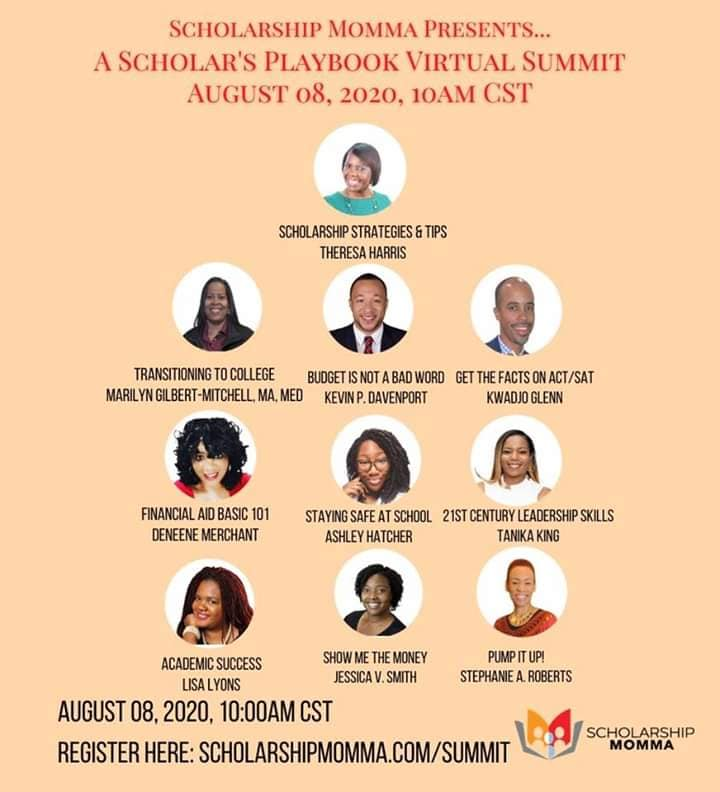 Scholarship Momma Presents...
A Scholar's Playbook Virtual Summit
August 08, 2020, 10AM CST
SCHOLARSHIP STRATEGIES & TIPS
THERESA HARRIS
TRANSITIONING TO COLLEGE
MARILYN GILBERT-MITCHELL, MA, MED
BUDGET IS NOT A BAD WORD
KEVIN P. DAVENPORT
GET THE FACTS ON ACT/SAT
KWADJO GLENN
FINANCIAL AID BASIC 101
DENEENE MERCHANT
STAYING SAFE AT SCHOOL
ASHLEY HATCHER
21ST CENTURY LEADERSHIP SKILLS
TANIKA KING
ACADEMIC SUCCESS
LISA LYONS
SHOW ME THE MONEY
JESSICA V. SMITH
PUMP IT UP!
STEPHANIE A. ROBERTS
AUGUST 08, 2020, 10:00AM CST
REGISTER HERE: SCHOLARSHIPMOMMA.COM/SUMMIT
SCHOLARSHIP
MOMMA